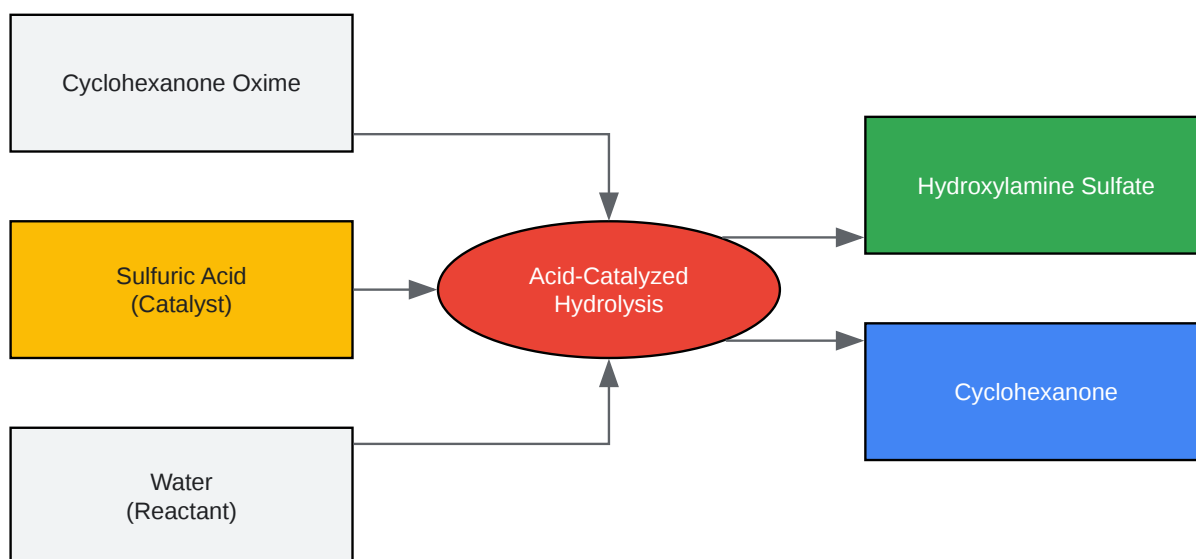 Cyclohexanone Oxime
Sulfuric Acid
(Catalyst)
Water
(Reactant)
Acid-Catalyzed
Hydrolysis
Hydroxylamine Sulfate
Cyclohexanone